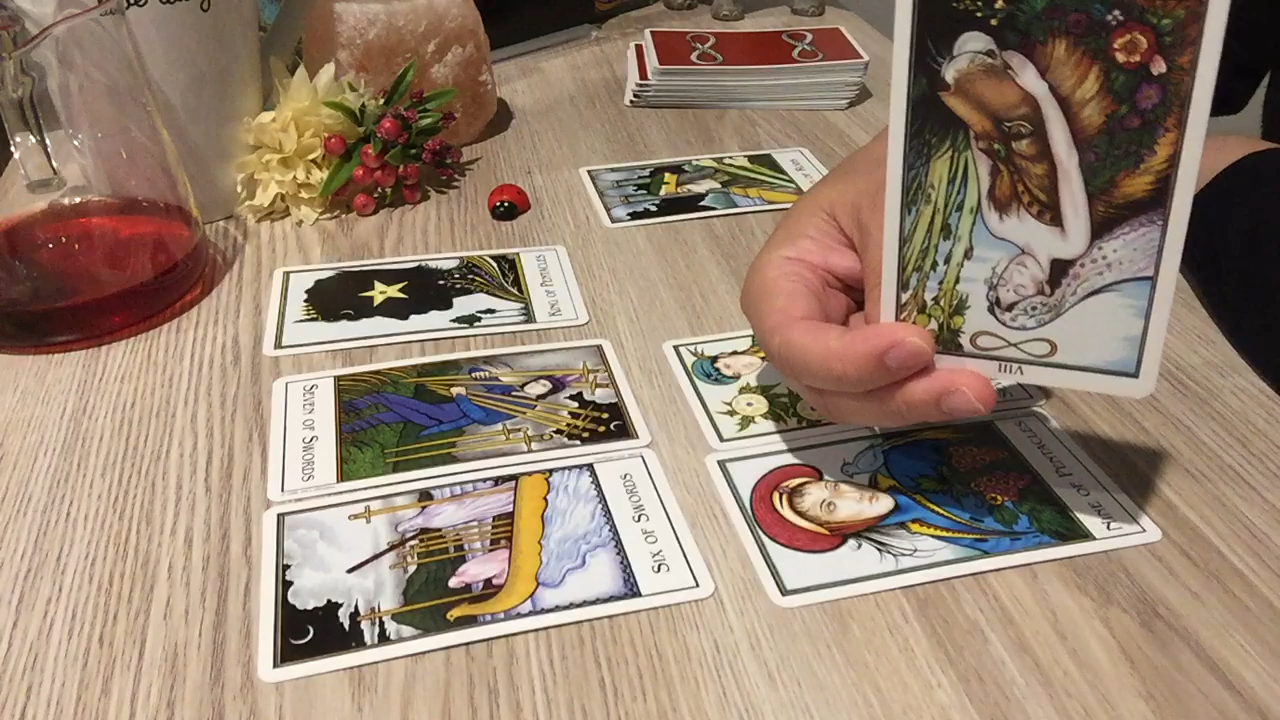 VIII
KING OF PENTACLES
SEVEN OF SWORDS
SIX OF SWORDS
NINE OF PENTACLES